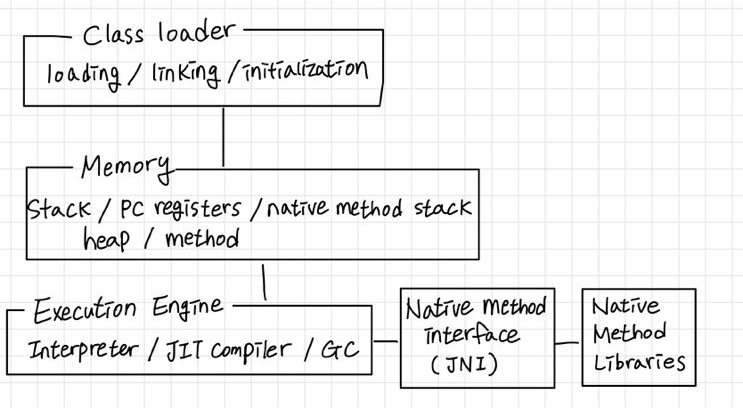 Class loader
loading / linking / initialization
Memory
Stack / PC registers / native method stack
heap / method
Execution Engine
Interpreter / JIT compiler / GC
Native method
interface
(JNI)
Native
Method
Libraries